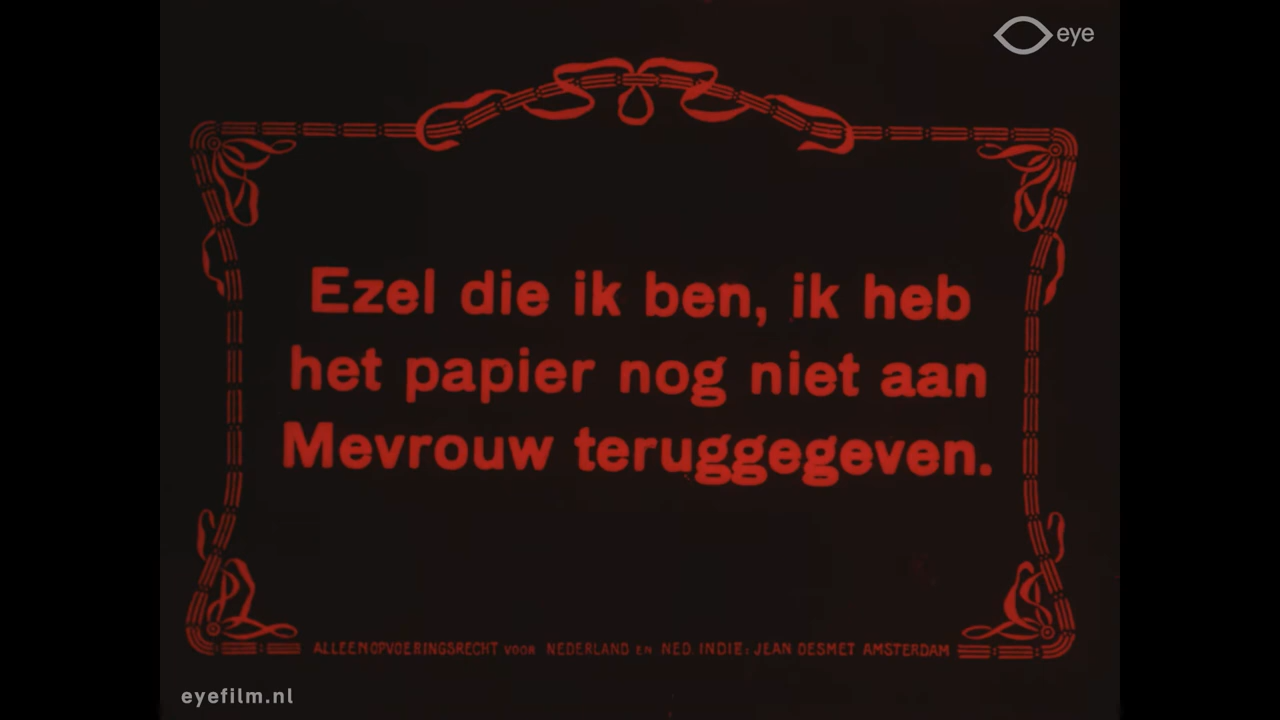 eye
Ezel die ik ben, ik heb
het papier nog niet aan
Mevrouw teruggegeven.
ALLEENOPVOERINGSRECHT VOOR NEDERLAND EN NED. INDIE: JEAN DESMET AMSTERDAM
eyefilm.nl